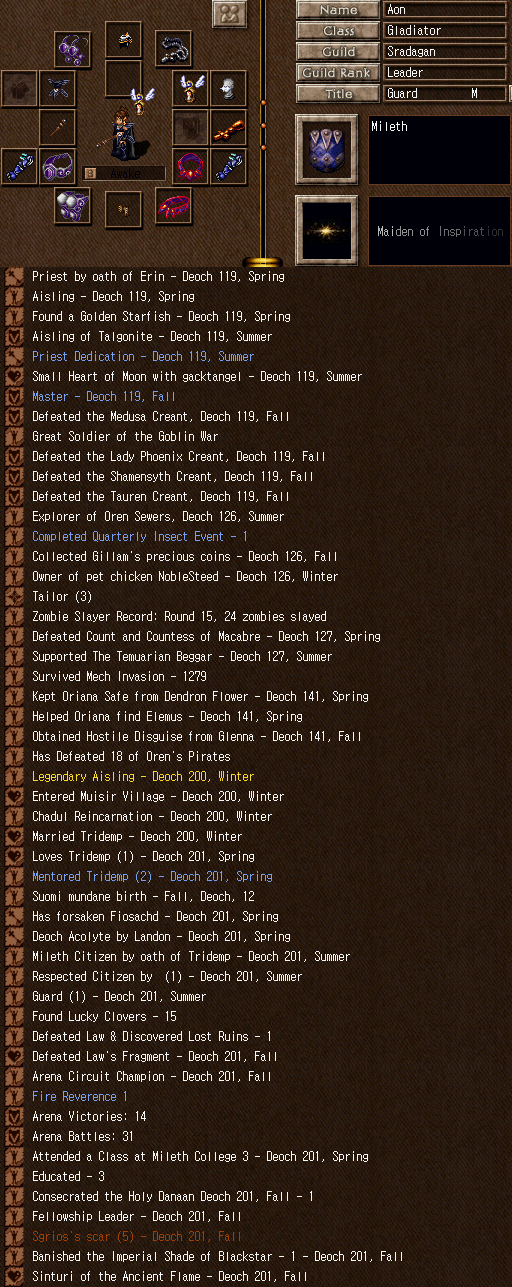 Name Aon
Class Gladiator
Guild Sradagan
Guild Rank Leader
Title Guard M
Mileth
Awake
Maiden of Inspiration
Priest by oath of Erin - Deoch 119, Spring
Aisling - Deoch 119, Spring
Found a Golden Starfish - Deoch 119, Spring
Aisling of Talgonite - Deoch 119, Summer
Priest Dedication - Deoch 119, Summer
Small Heart of Moon with gacktangel - Deoch 119, Summer
Master - Deoch 119, Fall
Defeated the Medusa Creant, Deoch 119, Fall
Great Soldier of the Goblin War
Defeated the Lady Phoenix Creant, Deoch 119, Fall
Defeated the Shamensyth Creant, Deoch 119, Fall
Defeated the Tauren Creant, Deoch 119, Fall
Explorer of Oren Sewers, Deoch 126, Summer
Completed Quarterly Insect Event - 1
Collected Gillam's precious coins - Deoch 126, Fall
Owner of pet chicken NobleSteed - Deoch 126, Winter
Tailor (3)
Zombie Slayer Record: Round 15, 24 zombies slayed
Defeated Count and Countess of Macabre - Deoch 127, Spring
Supported The Temuarian Beggar - Deoch 127, Summer
Survived Mech Invasion - 1279
Kept Oriana Safe from Dendron Flower - Deoch 141, Spring
Helped Oriana find Elemus - Deoch 141, Spring
Obtained Hostile Disguise from Glenna - Deoch 141, Fall
Has Defeated 18 of Oren's Pirates
Legendary Aisling - Deoch 200, Winter
Entered Muisir Village - Deoch 200, Winter
Chadul Reincarnation - Deoch 200, Winter
Married Tridemp - Deoch 200, Winter
Loves Tridemp (1) - Deoch 201, Spring
Mentored Tridemp (2) - Deoch 201, Spring
Suomi mundane birth - Fall, Deoch, 12
Has forsaken Fiosachd - Deoch 201, Spring
Deoch Acolyte by Landon - Deoch 201, Spring
Mileth Citizen by oath of Tridemp - Deoch 201, Summer
Respected Citizen by  (1) - Deoch 201, Summer
Guard (1) - Deoch 201, Summer
Found Lucky Clovers - 15
Defeated Law & Discovered Lost Ruins - 1
Defeated Law's Fragment - Deoch 201, Fall
Arena Circuit Champion - Deoch 201, Fall
Fire Reverence 1
Arena Victories: 14
Arena Battles: 31
Attended a Class at Mileth College 3 - Deoch 201, Spring
Educated - 3
Consecrated the Holy Danaan Deoch 201, Fall - 1
Fellowship Leader - Deoch 201, Fall
Sgrios's scar (5) - Deoch 201, Fall
Banished the Imperial Shade of Blackstar - 1 - Deoch 201, Fall
Sinturi of the Ancient Flame - Deoch 201, Fall